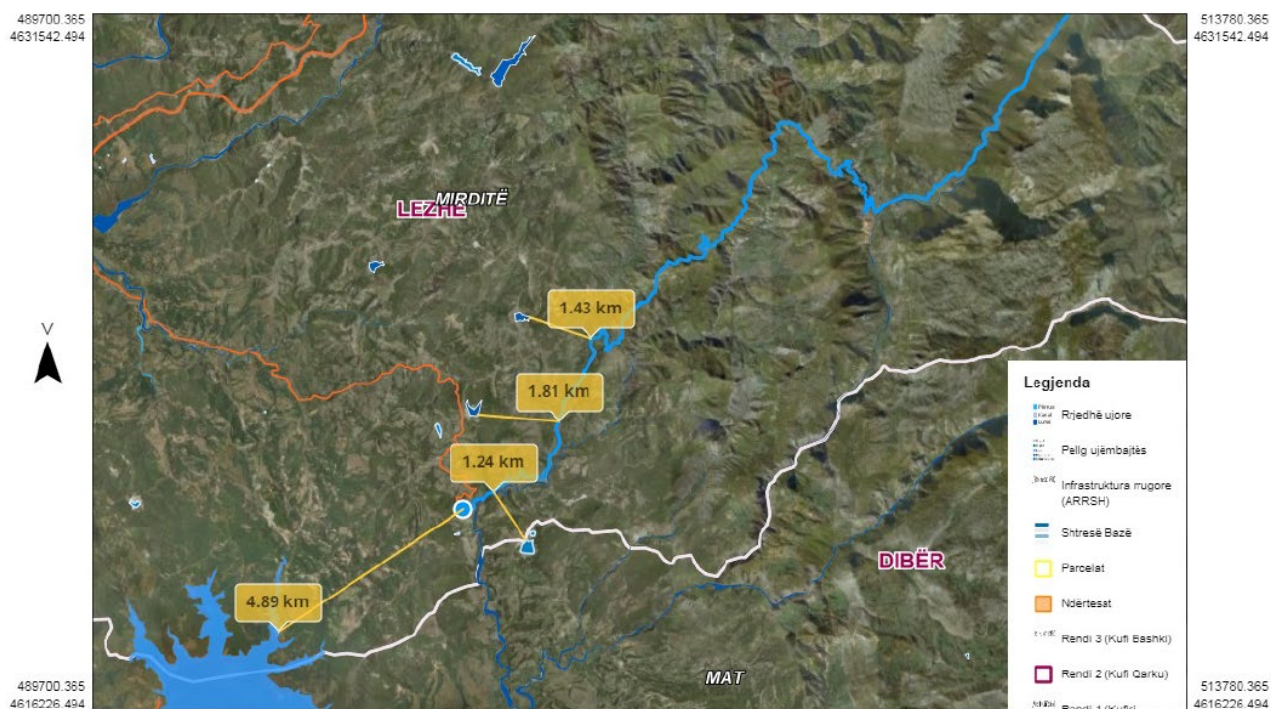 489700.365
4631542.494
513780.365
4631542.494
MIRDITË
LEZHË
1.43 km
V
1.81 km
Legjenda
Rrjedhë ujore
1.24 km
Pellg ujëmbajtës
Infrastruktura rrugore
(ARRSH)
Shtresë Bazë
DIBËR
Parcelat
4.89 km
Ndërtesat
Rendi 3 (Kufi Bashki)
MAT
Rendi 2 (Kufi Qarku)
489700.365
4616226.494
513780.365
4616226.494